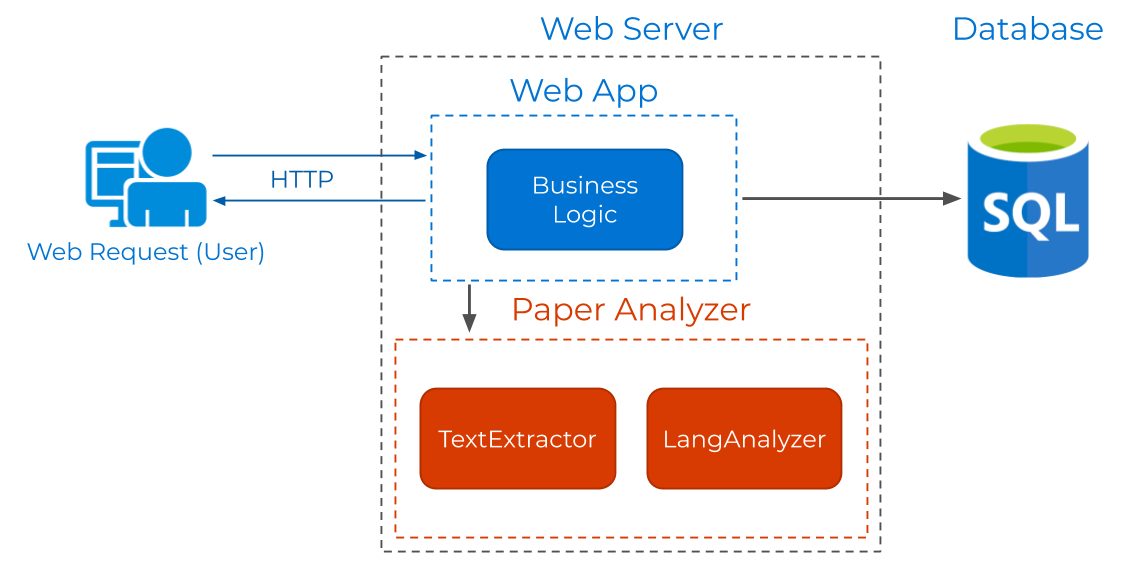 Web Server
Database
Web App
Business
Logic
HTTP
SQL
Web Request (User)
Paper Analyzer
TextExtractor
LangAnalyzer